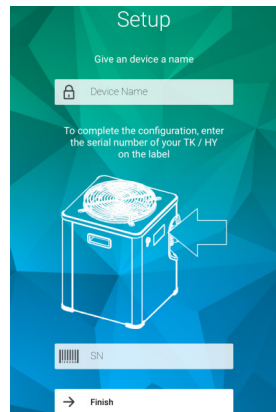 Setup
Give an device a name
Device Name
To complete the configuration, enter
the serial number of your TK / HY
on the label
SN
Finish